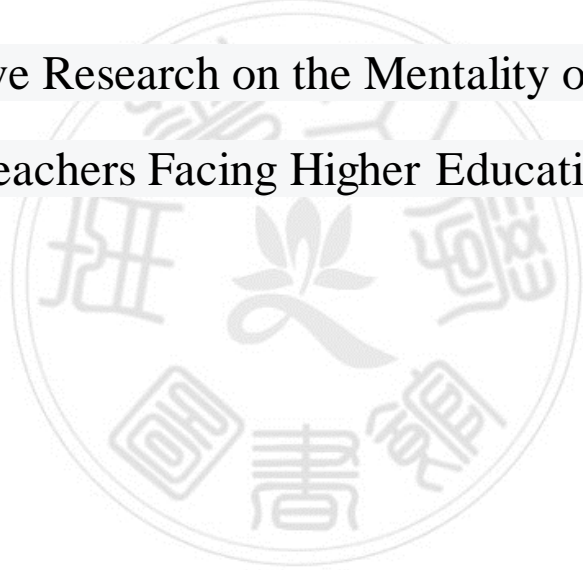 ve Research on the Mentality o
eachers Facing Higher Educati
圖書館